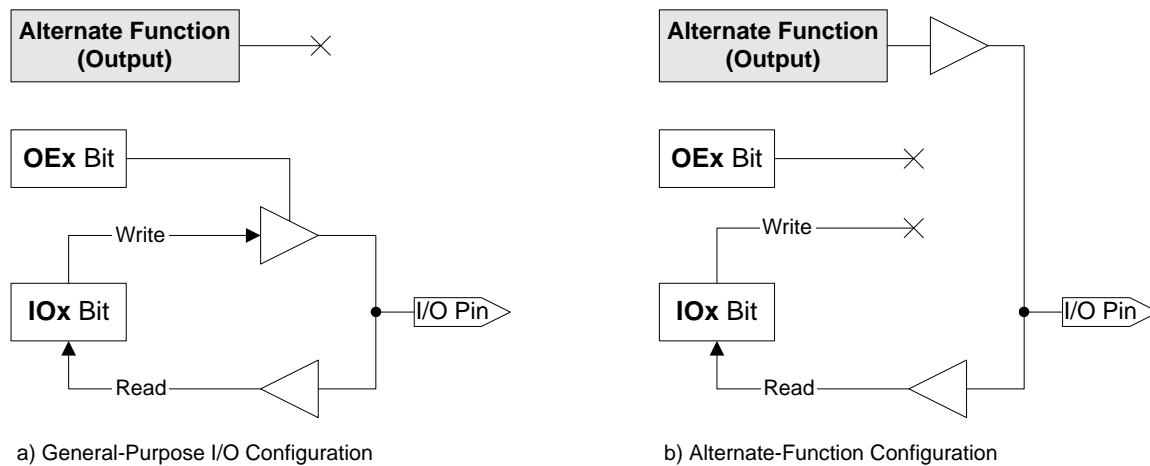 Alternate Function
(Output)
OEx Bit
Write
IOx Bit
I/O Pin
Read
a) General-Purpose I/O Configuration
Alternate Function
(Output)
OEx Bit
Write
IOx Bit
I/O Pin
Read
b) Alternate-Function Configuration